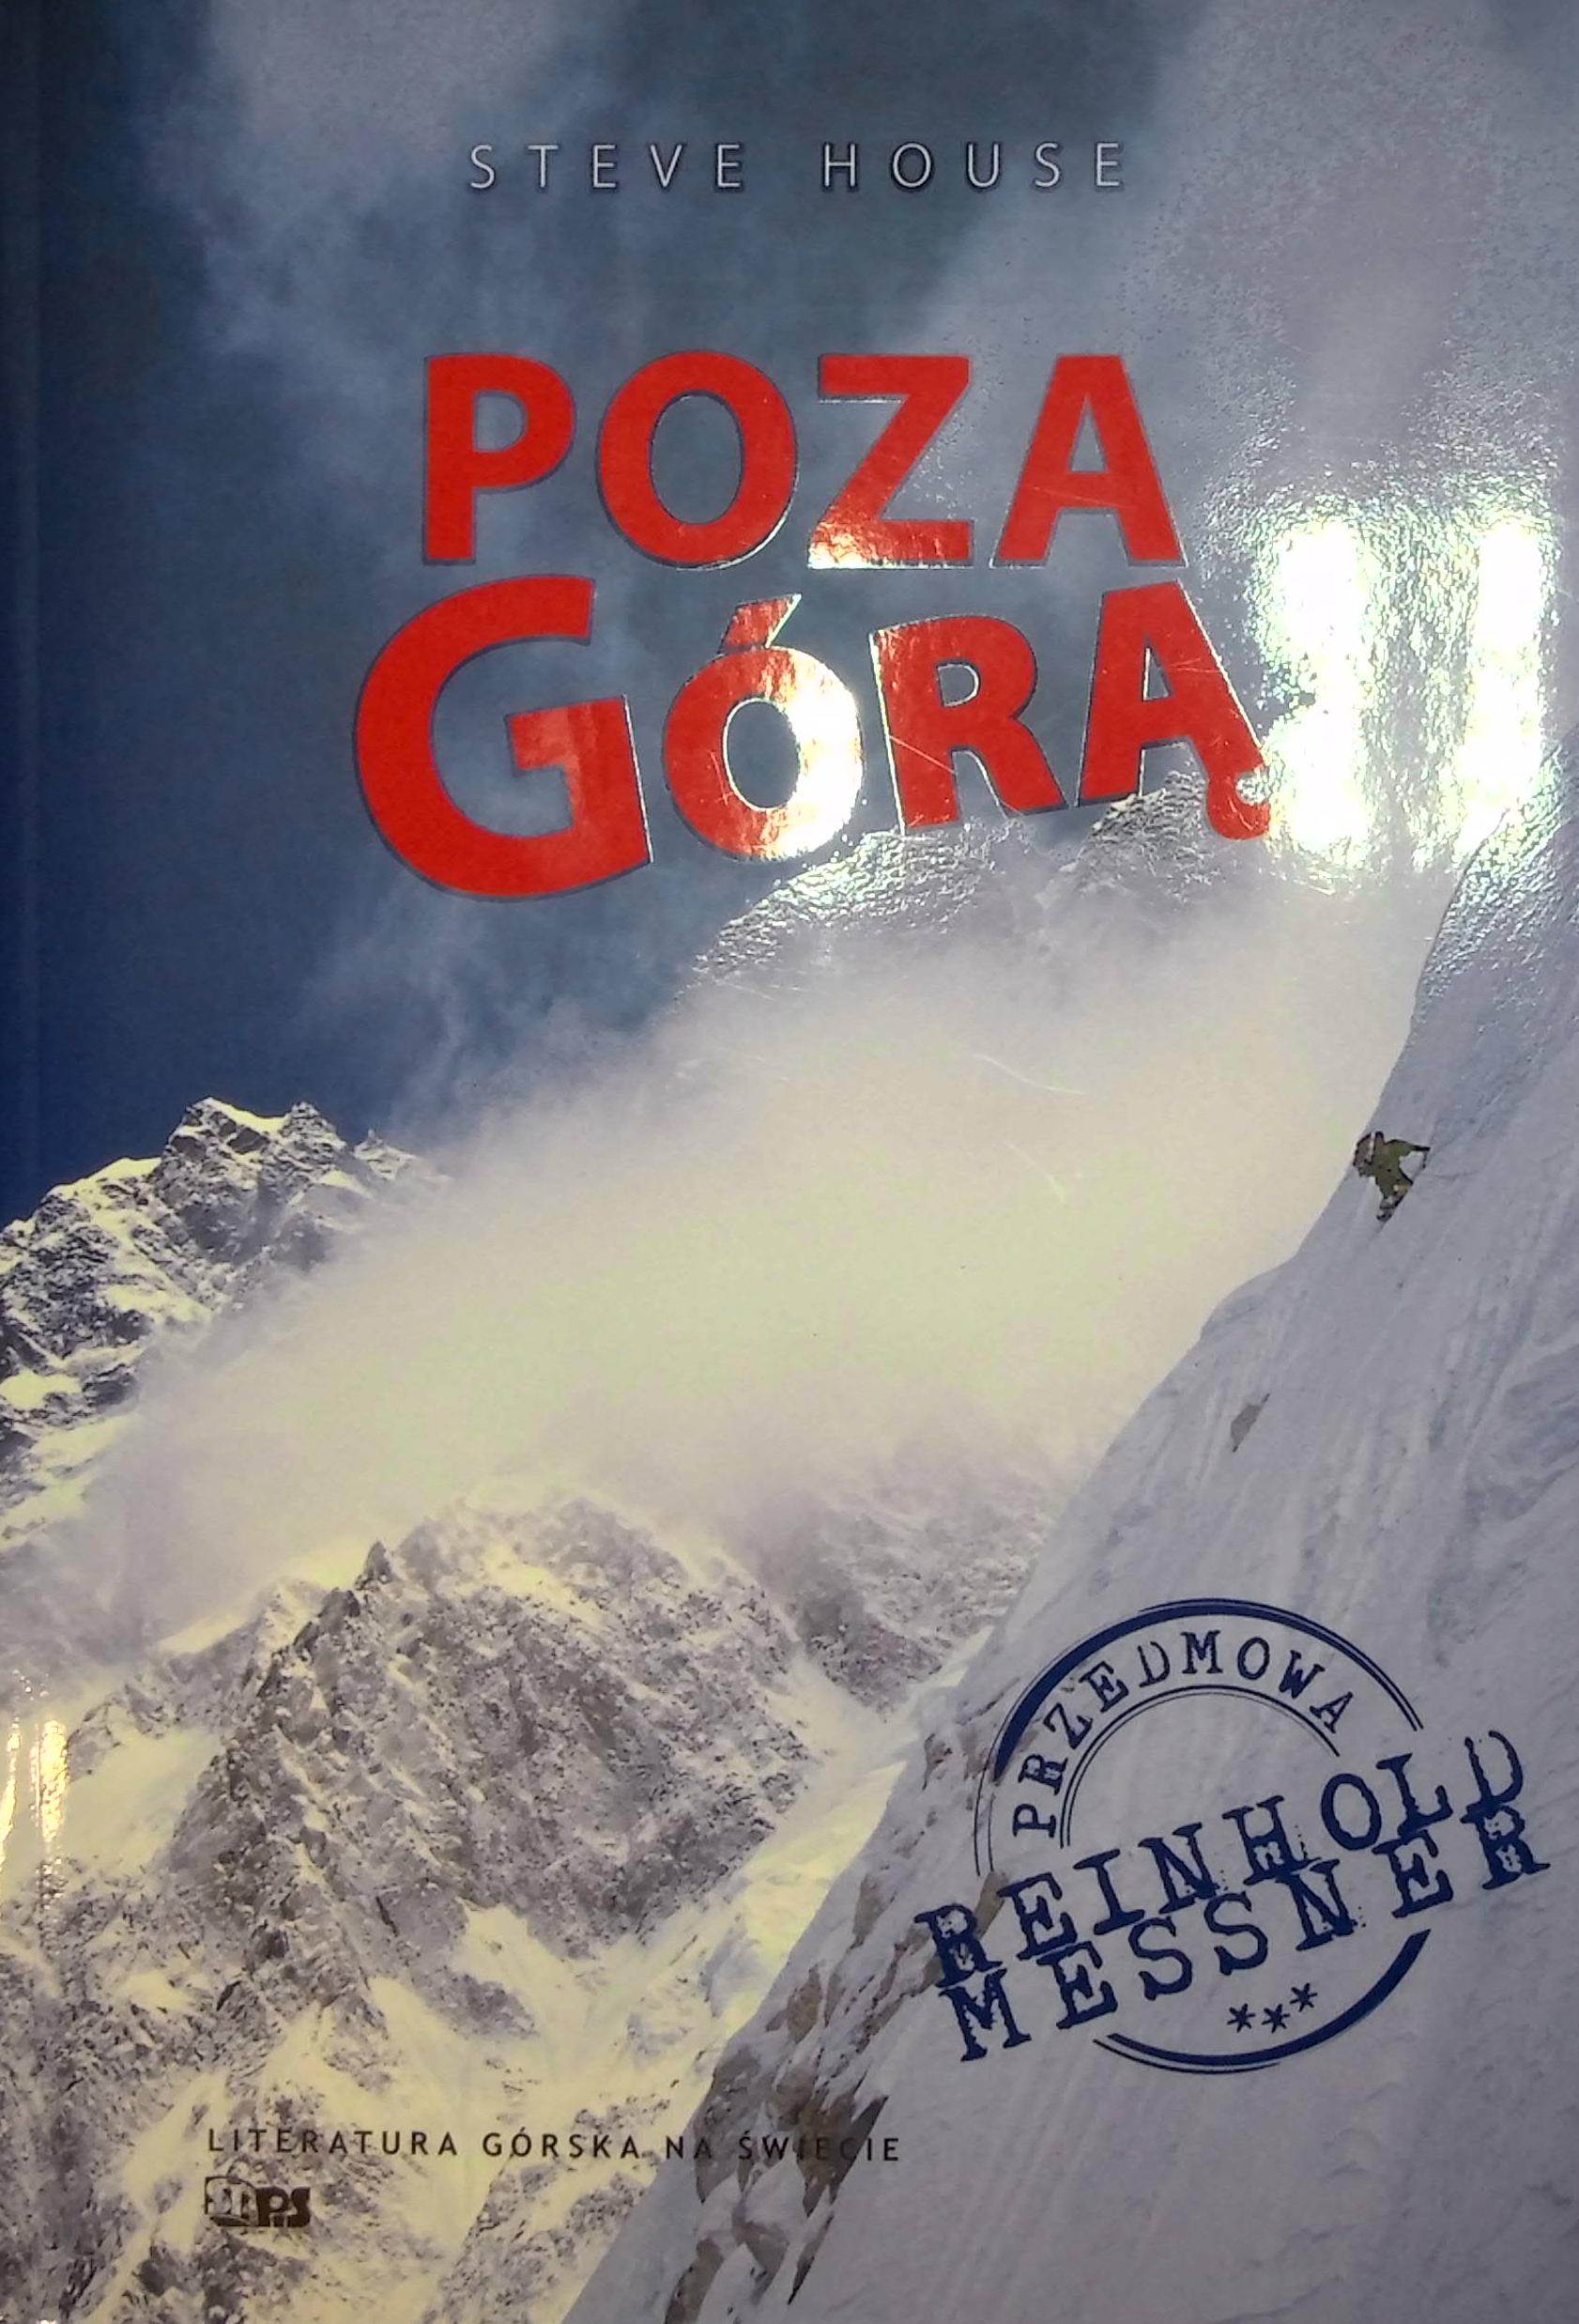 STEVE HOUSE
POZA
GÓRĄ
PRZEDMOWA
REINHOLD
MESSNER
***
LITERATURA GÓRSKA NA ŚWIECIE